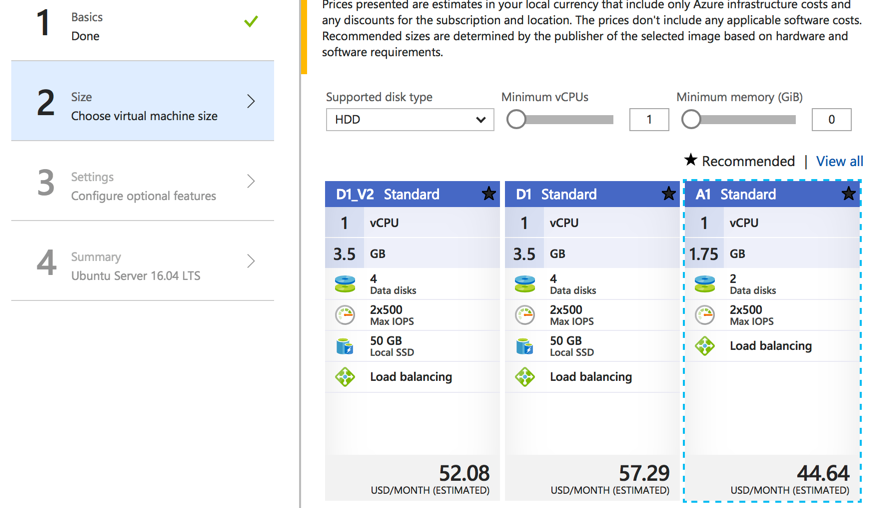 1
Basics
Done
2
Size
Choose virtual machine size
3
Settings
Configure optional features
4
Summary
Ubuntu Server 16.04 LTS
Prices presented are estimates in your local currency that include only Azure infrastructure costs and
any discounts for the subscription and location. The prices don't include any applicable software costs.
Recommended sizes are determined by the publisher of the selected image based on hardware and
software requirements.
Supported disk type
HDD
Minimum vCPUs
1
Minimum memory (GiB)
0
★ Recommended | View all
D1_V2 Standard
1 vCPU
3.5 GB
4
Data disks
2x500
Max IOPS
50 GB
Local SSD
Load balancing
52.08
USD/MONTH (ESTIMATED)
D1 Standard
1 vCPU
3.5 GB
4
Data disks
2x500
Max IOPS
50 GB
Local SSD
Load balancing
57.29
USD/MONTH (ESTIMATED)
A1 Standard
1 vCPU
1.75 GB
2
Data disks
2x500
Max IOPS
Load balancing
44.64
USD/MONTH (ESTIMATED)